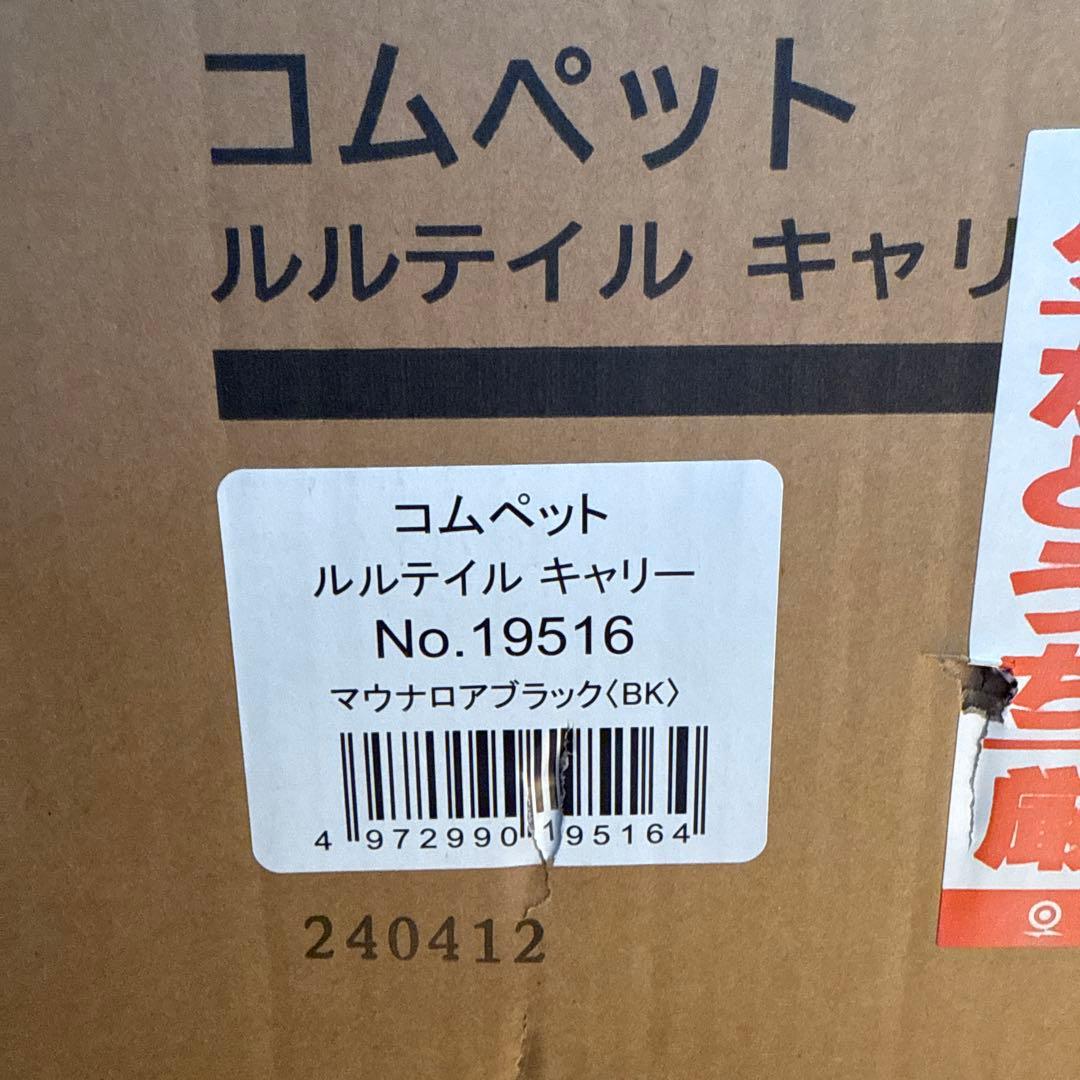 コムペット
ルルテイル キャリ
コムペット
ルルテイル キャリー
No.19516
マウナロアブラック〈BK〉
4 972990 195164
240412